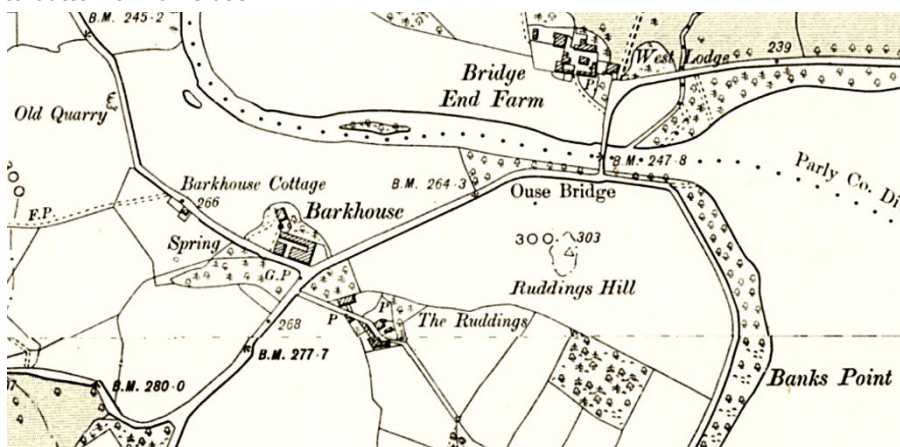 B.M. 245·2
239
West Lodge
Bridge
End Farm
P
Old Quarry
B.M. 247·8
Parly Co. Di
Barkhouse Cottage
B.M. 264·3
266
Ouse Bridge
Barkhouse
F.P.
Spring
300
303
G.P
Ruddings Hill
P
P
The Ruddings
268
B.M. 277·7
B.M. 280·0
Banks Point